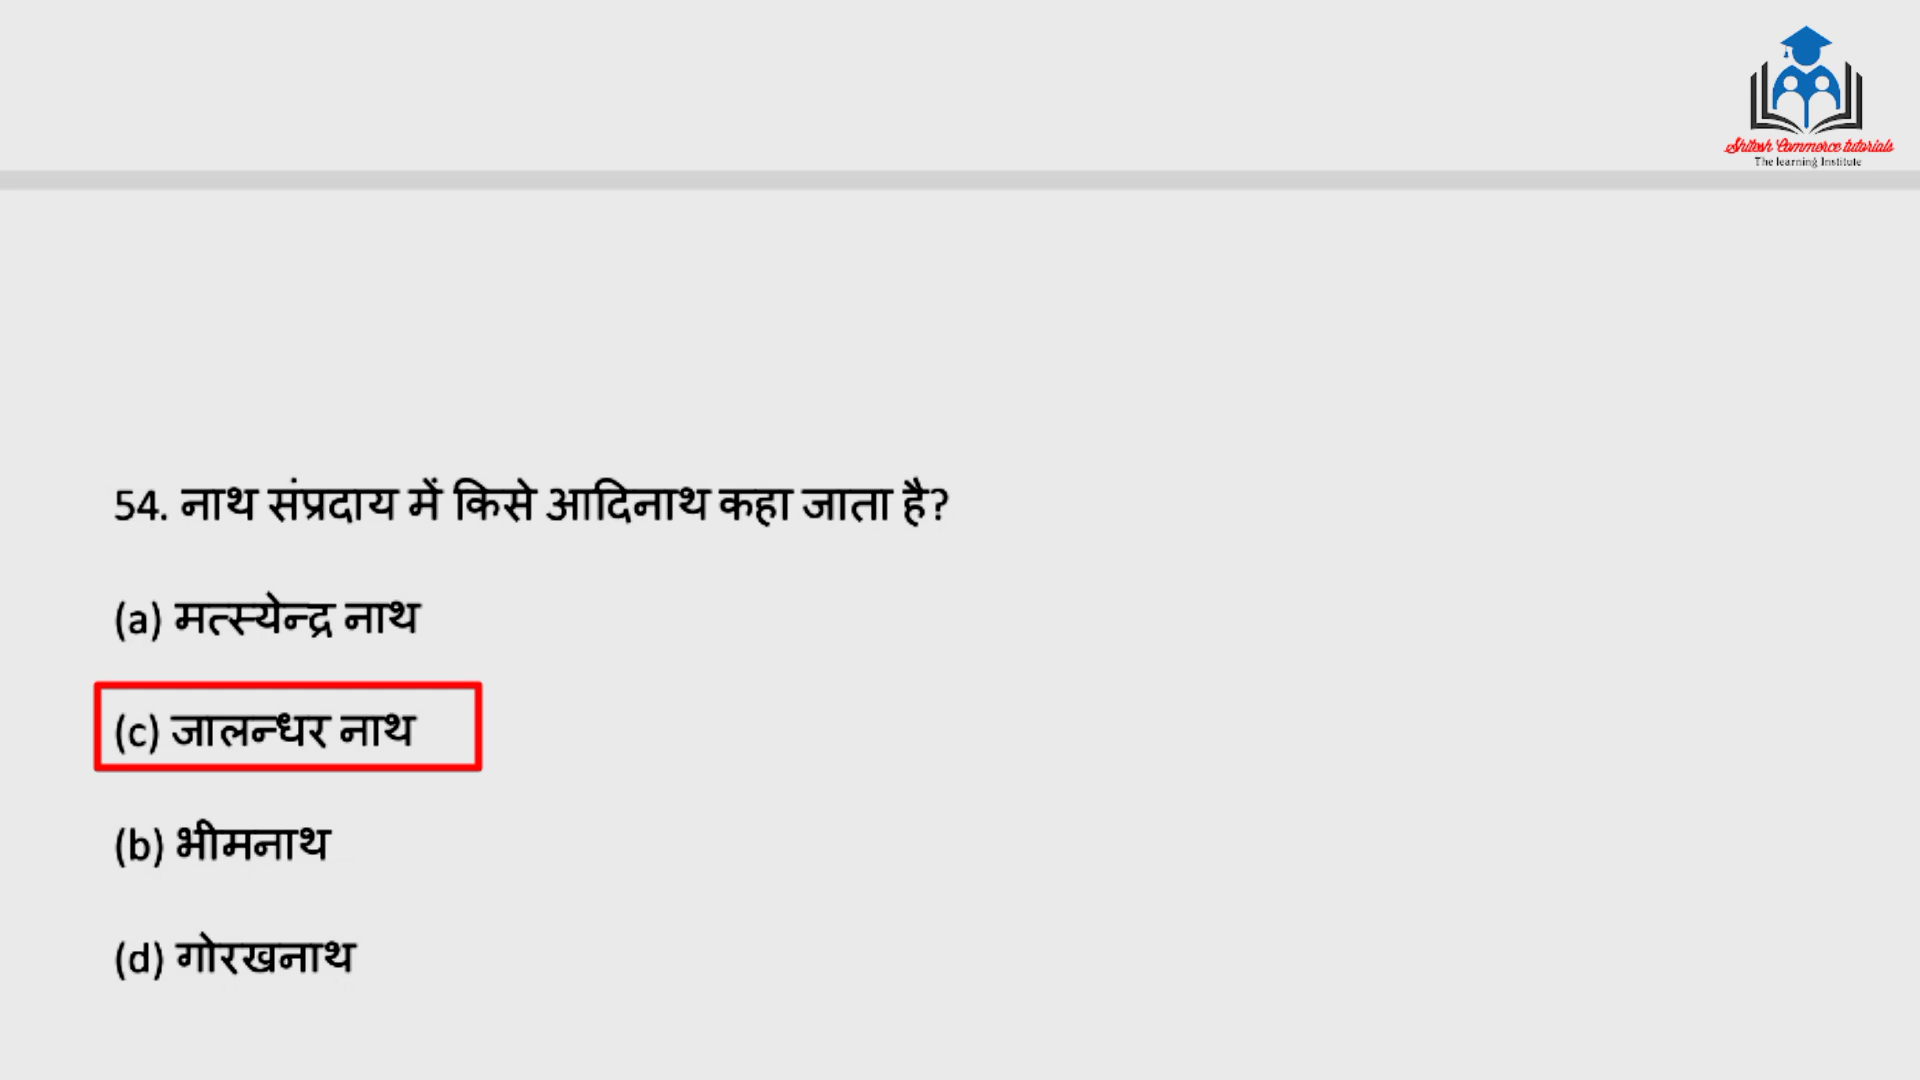 Shitesh Commerce tutorials
The learning Institute
54. नाथ संप्रदाय में किसे आदिनाथ कहा जाता है?
(a) मत्स्येन्द्र नाथ
(c) जालन्धर नाथ
(b) भीमनाथ
(d) गोरखनाथ